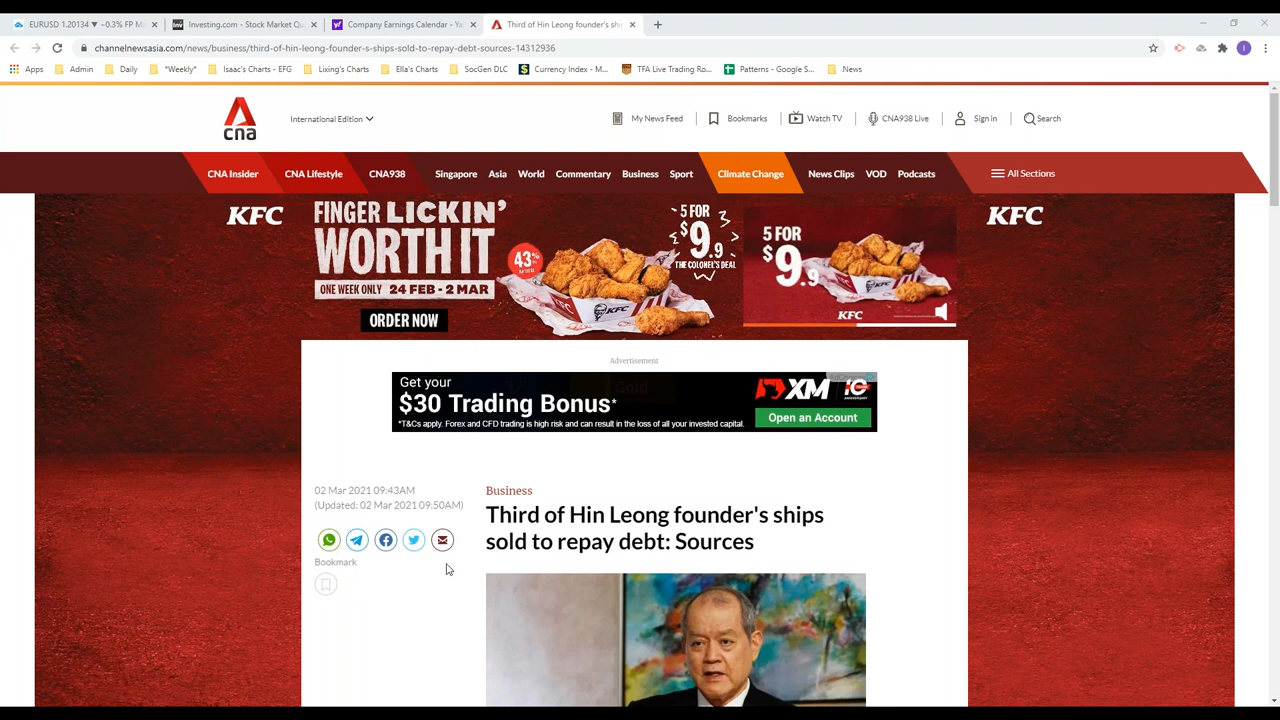 EURUSD 1.20134 ▼ −0.3% FP M
Investing.com - Stock Market Qu
Company Earnings Calendar - Ya
Third of Hin Leong founder's shi
channelnewsasia.com/news/business/third-of-hin-leong-founder-s-ships-sold-to-repay-debt-sources-14312936
Apps Admin Daily *Weekly* Isaac's Charts - EFG Lixing's Charts Ella's Charts SocGen DLC Currency Index - M... TFA Live Trading Ro... Patterns - Google S... News
cna
International Edition
My News Feed Bookmarks Watch TV CNA938 Live Sign in Search
CNA Insider CNA Lifestyle CNA938 Singapore Asia World Commentary Business Sport Climate Change News Clips VOD Podcasts All Sections
KFC
FINGER LICKIN'
WORTH IT
ONE WEEK ONLY 24 FEB - 2 MAR
ORDER NOW
43%
5 FOR
$9.9
THE COLONEL'S DEAL
5 FOR
$9.9
KFC
KFC
Advertisement
Get your
$30 Trading Bonus*
*T&Cs apply. Forex and CFD trading is high risk and can result in the loss of all your invested capital.
XM
10
Open an Account
02 Mar 2021 09:43AM
(Updated: 02 Mar 2021 09:50AM)
Bookmark
Business
Third of Hin Leong founder's ships
sold to repay debt: Sources